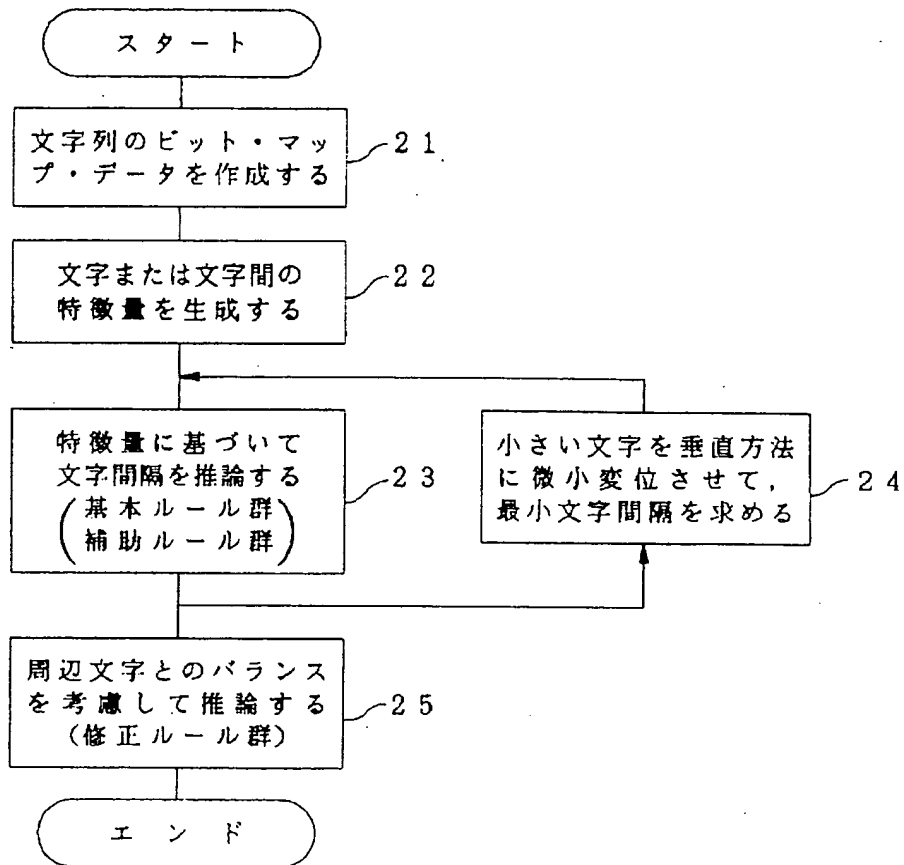 スタート
文字列のビット・マッ
プ・データを作成する
21
文字または文字間の
特徴量を生成する
22
特徴量に基づいて
文字間隔を推論する
(基本ルール群
補助ルール群)
23
小さい文字を垂直方法
に微小変位させて,
最小文字間隔を求める
24
周辺文字とのバランス
を考慮して推論する
(修正ルール群)
25
エンド